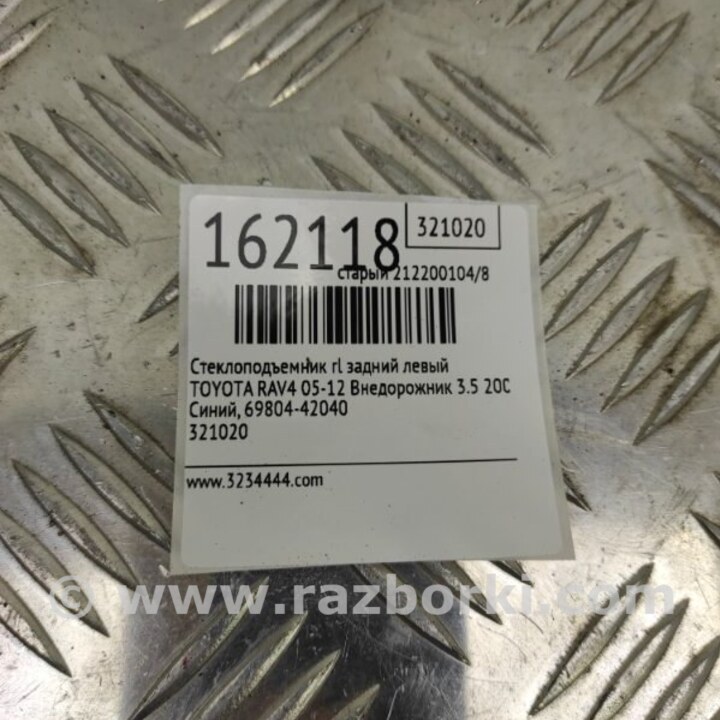 162118
321020
старый 212200104/8
Стеклоподъемник rl задний левый
TOYOTA RAV4 05-12 Внедорожник 3.5 20С
Синий, 69804-42040
321020
www.3234444.com
© www.razborki.com